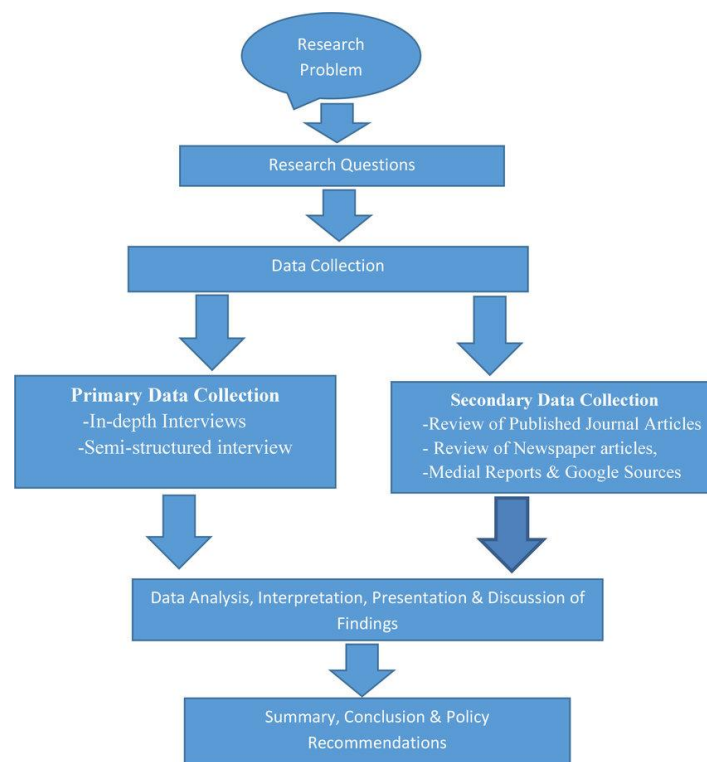 Research
Problem
Research Questions
Data Collection
Primary Data Collection
-In-depth Interviews
-Semi-structured interview
Secondary Data Collection
-Review of Published Journal Articles
- Review of Newspaper articles,
-Medial Reports & Google Sources
Data Analysis, Interpretation, Presentation & Discussion of
Findings
Summary, Conclusion & Policy
Recommendations